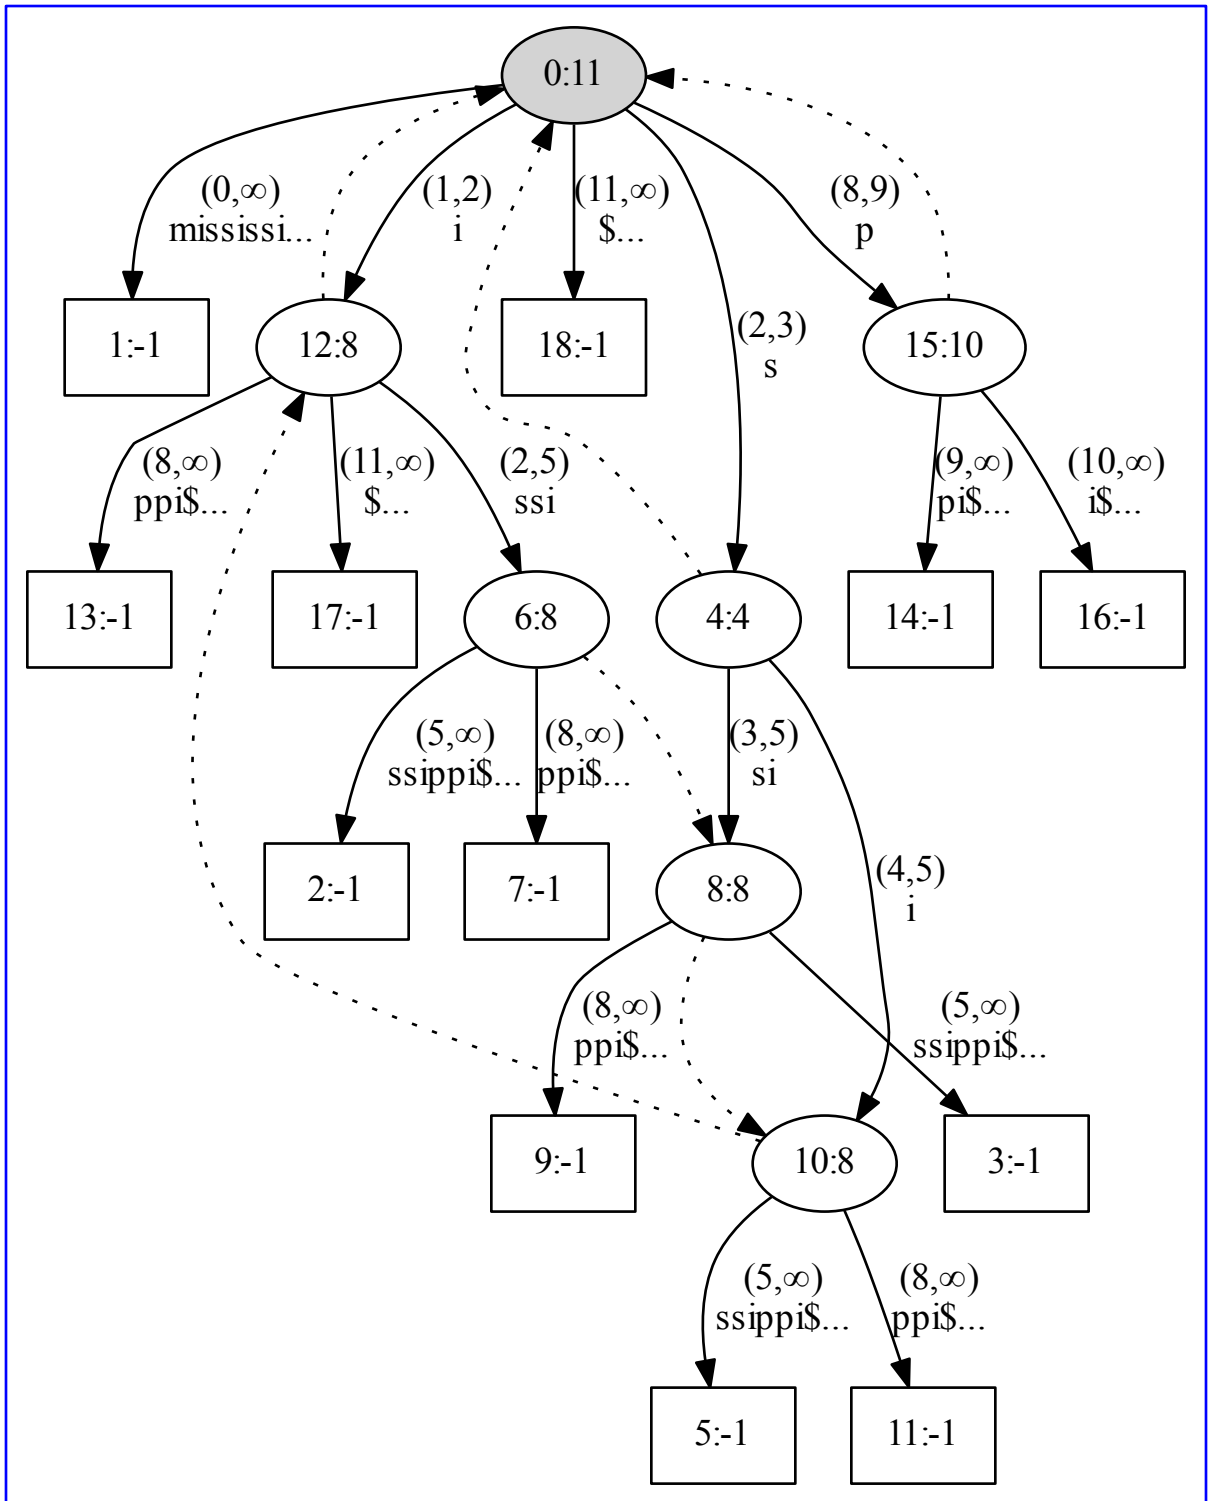 0:11
(0,∞)
mississi...
(1,2)
i
(11,∞)
$...
(8,9)
p
(2,3)
s
1:-1
12:8
18:-1
15:10
(8,∞)
ppi$...
(11,∞)
$...
(2,5)
ssi
(9,∞)
pi$...
(10,∞)
i$...
13:-1
17:-1
6:8
4:4
14:-1
16:-1
(5,∞)
ssippi$...
(8,∞)
ppi$...
(3,5)
si
(4,5)
i
2:-1
7:-1
8:8
(8,∞)
ppi$...
(5,∞)
ssippi$...
9:-1
10:8
3:-1
(5,∞)
ssippi$...
(8,∞)
ppi$...
5:-1
11:-1